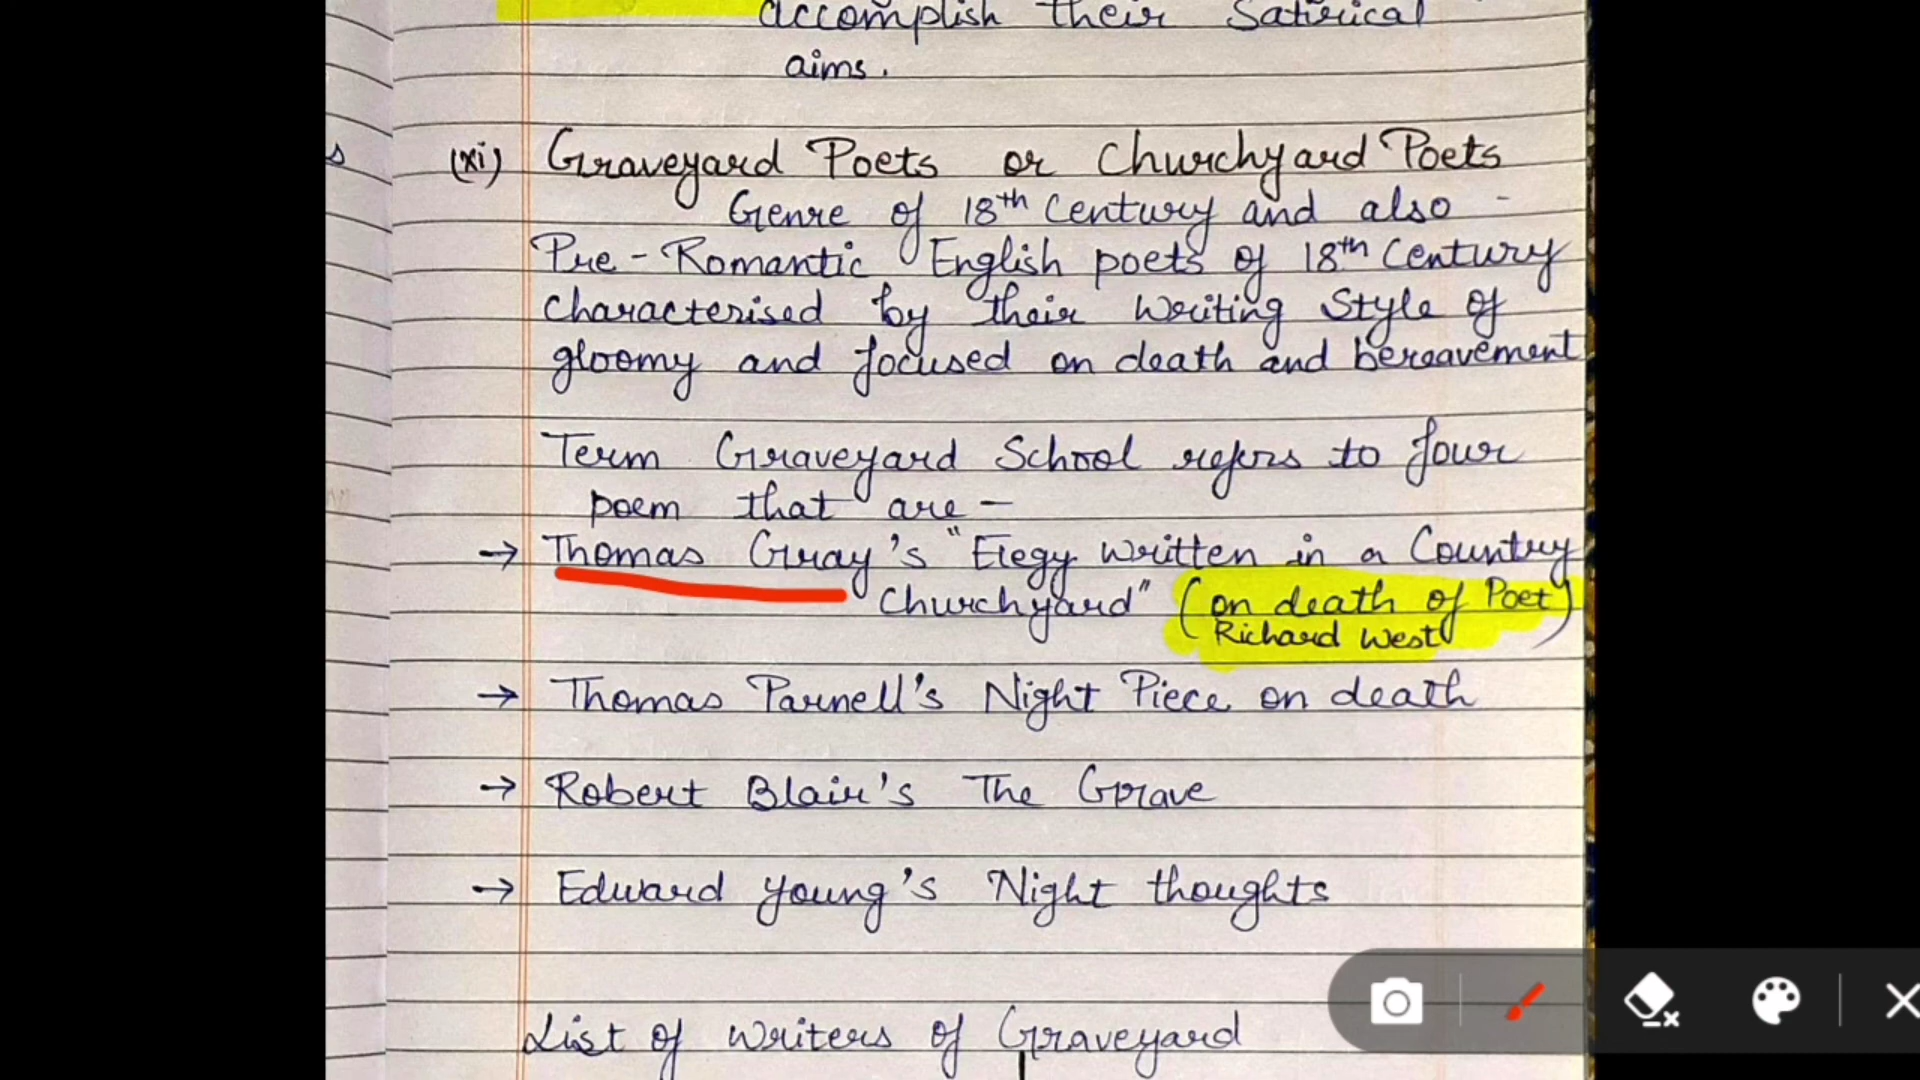 accomplish their Satirical
aims.
s
(xi) Graveyard Poets or Churchyard Poets
Genre of 18th Century and also -
Pre-Romantic English poets of 18th Century
characterised by their Writing Style of
gloomy and focused on death and bereavement
Term Graveyard School refers to four
poem that are -
→ Thomas Gray's "Elegy written in a Country
Churchyard" (on death of Poet
Richard West)
→ Thomas Parnell's Night Piece on death
→ Robert Blair's The Grave
→ Edward Young's Night thoughts
List of Writers of Graveyard